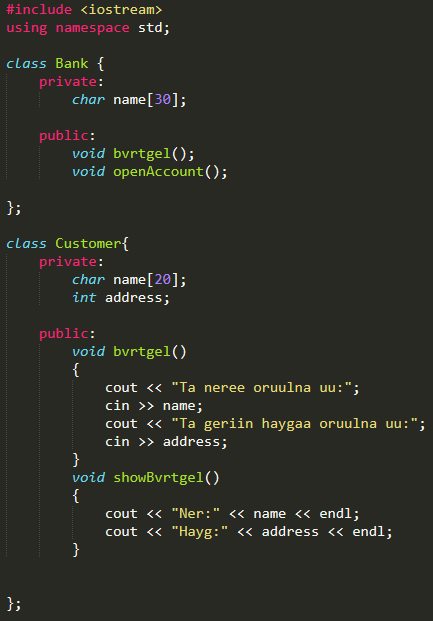 #include <iostream>
using namespace std;
class Bank {
private:
char name[30];
public:
void bvrtgel();
void openAccount();
};
class Customer{
private:
char name[20];
int address;
public:
void bvrtgel()
{
cout << "Ta neree oruulna uu:";
cin >> name;
cout << "Ta geriin haygaa oruulna uu:";
cin >> address;
}
void showBvrtgel()
{
cout << "Ner:" << name << endl;
cout << "Hayg:" << address << endl;
}
};